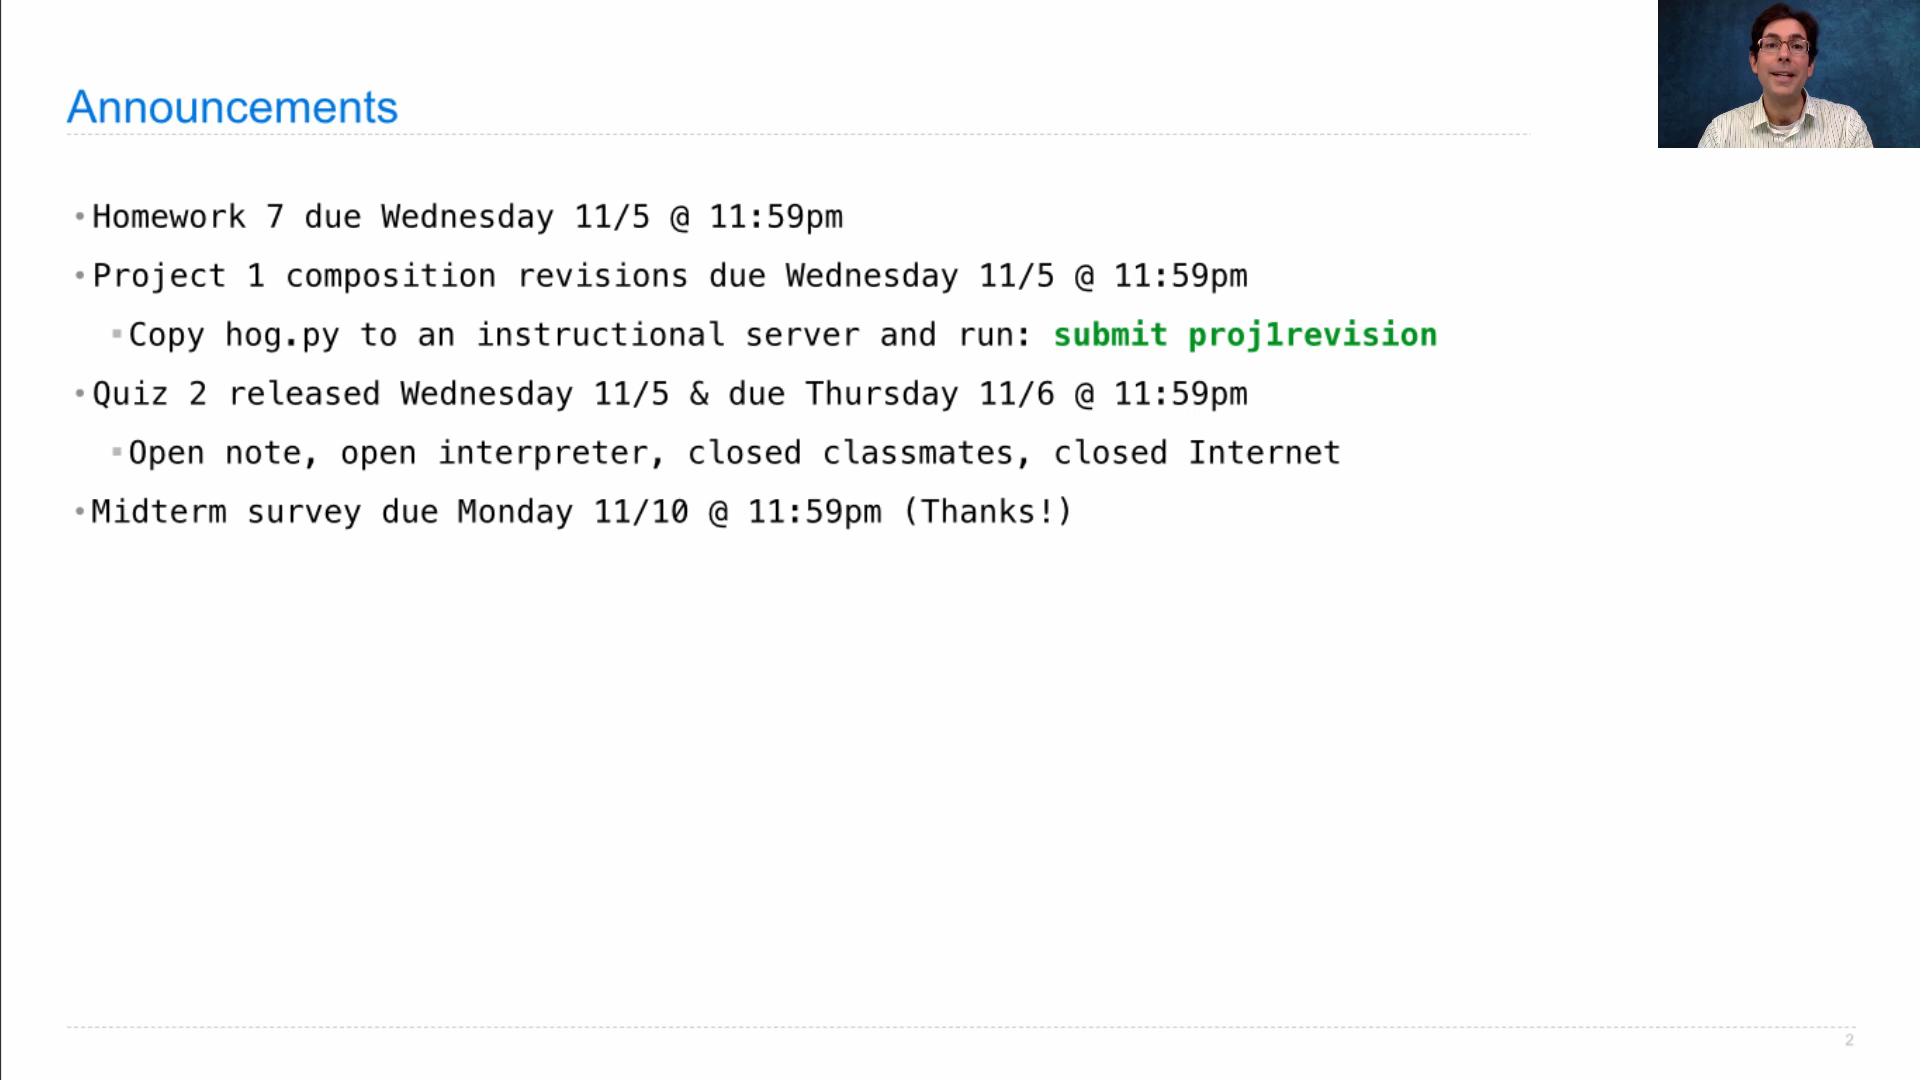 Announcements
•Homework 7 due Wednesday 11/5 @ 11:59pm
•Project 1 composition revisions due Wednesday 11/5 @ 11:59pm
▪Copy hog.py to an instructional server and run: submit proj1revision
•Quiz 2 released Wednesday 11/5 & due Thursday 11/6 @ 11:59pm
▪Open note, open interpreter, closed classmates, closed Internet
•Midterm survey due Monday 11/10 @ 11:59pm (Thanks!)
2